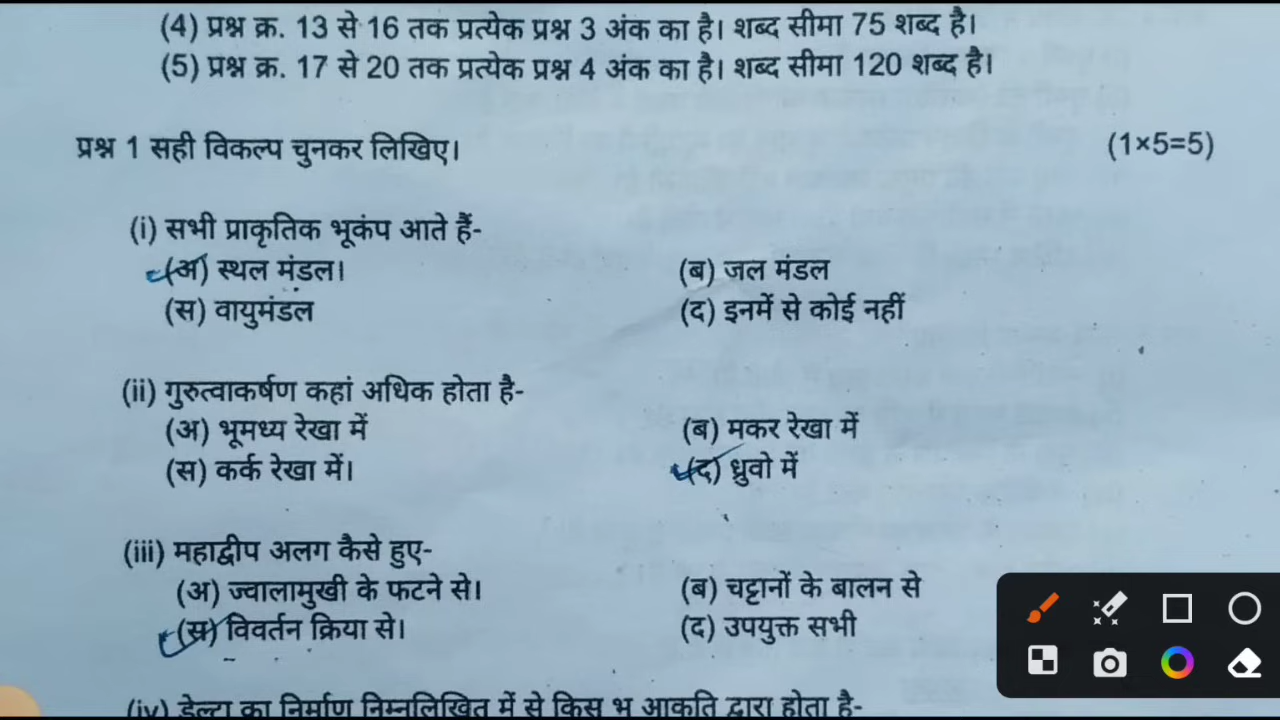 (4) प्रश्न क्र. 13 से 16 तक प्रत्येक प्रश्न 3 अंक का है। शब्द सीमा 75 शब्द है।
(5) प्रश्न क्र. 17 से 20 तक प्रत्येक प्रश्न 4 अंक का है। शब्द सीमा 120 शब्द है।
प्रश्न 1 सही विकल्प चुनकर लिखिए। (1×5=5)
(i) सभी प्राकृतिक भूकंप आते हैं-
(अ) स्थल मंडल। (ब) जल मंडल
(स) वायुमंडल (द) इनमें से कोई नहीं
(ii) गुरुत्वाकर्षण कहां अधिक होता है-
(अ) भूमध्य रेखा में (ब) मकर रेखा में
(स) कर्क रेखा में। (द) ध्रुवो में
(iii) महाद्वीप अलग कैसे हुए-
(अ) ज्वालामुखी के फटने से। (ब) चट्टानों के बालन से
(स) विवर्तन क्रिया से। (द) उपयुक्त सभी
(iv) डेल्टा का निर्माण निम्नलिखित में से किस भू आकृति द्वारा होता है-